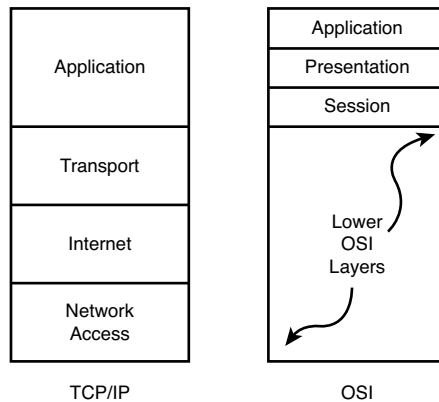 Application
Transport
Internet
Network
Access
TCP/IP
Application
Presentation
Session
Lower
OSI
Layers
OSI